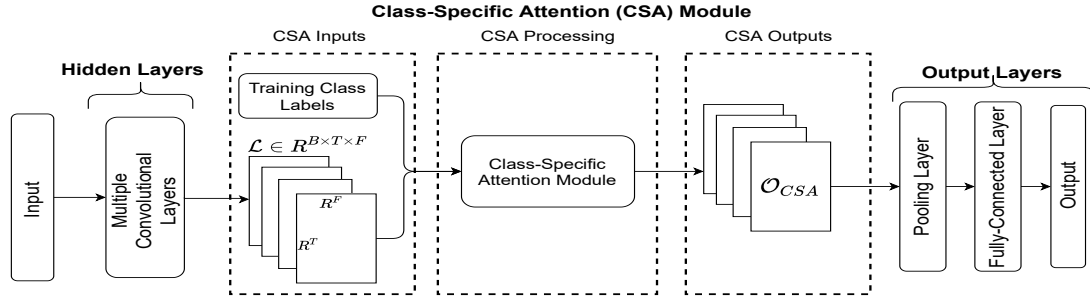 Class-Specific Attention (CSA) Module
CSA Inputs
CSA Processing
CSA Outputs
Hidden Layers
Output Layers
Input
Multiple
Convolutional
Layers
Training Class
Labels
𝓛 ∈ R^{B×T×F}
R^F
R^T
Class-Specific
Attention Module
𝒪_{CSA}
Pooling Layer
Fully-Connected Layer
Output